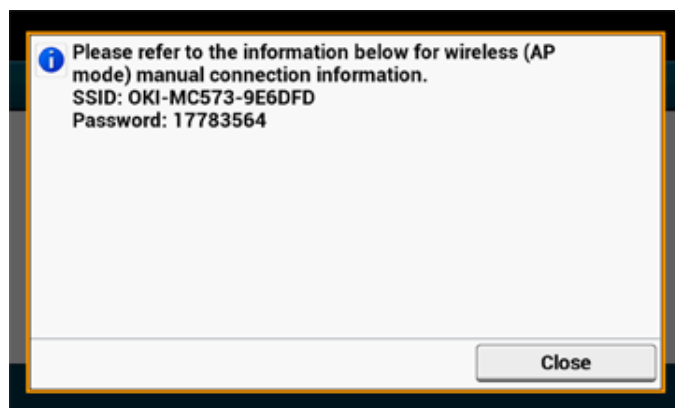 Please refer to the information below for wireless (AP
mode) manual connection information.
SSID: OKI-MC573-9E6DFD
Password: 17783564
Close